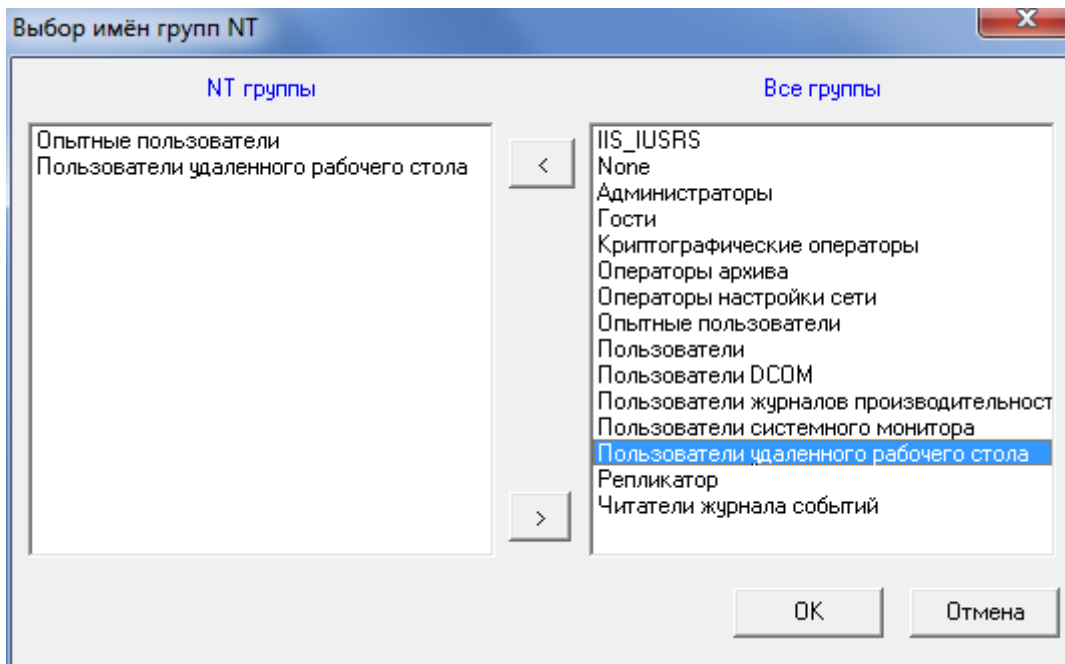 Выбор имён групп NT
NT группы
Все группы
Опытные пользователи
Пользователи удаленного рабочего стола
<
>
IIS_IUSRS
None
Администраторы
Гости
Криптографические операторы
Операторы архива
Операторы настройки сети
Опытные пользователи
Пользователи
Пользователи DCOM
Пользователи журналов производительност
Пользователи системного монитора
Пользователи удаленного рабочего стола
Репликатор
Читатели журнала событий
OK
Отмена